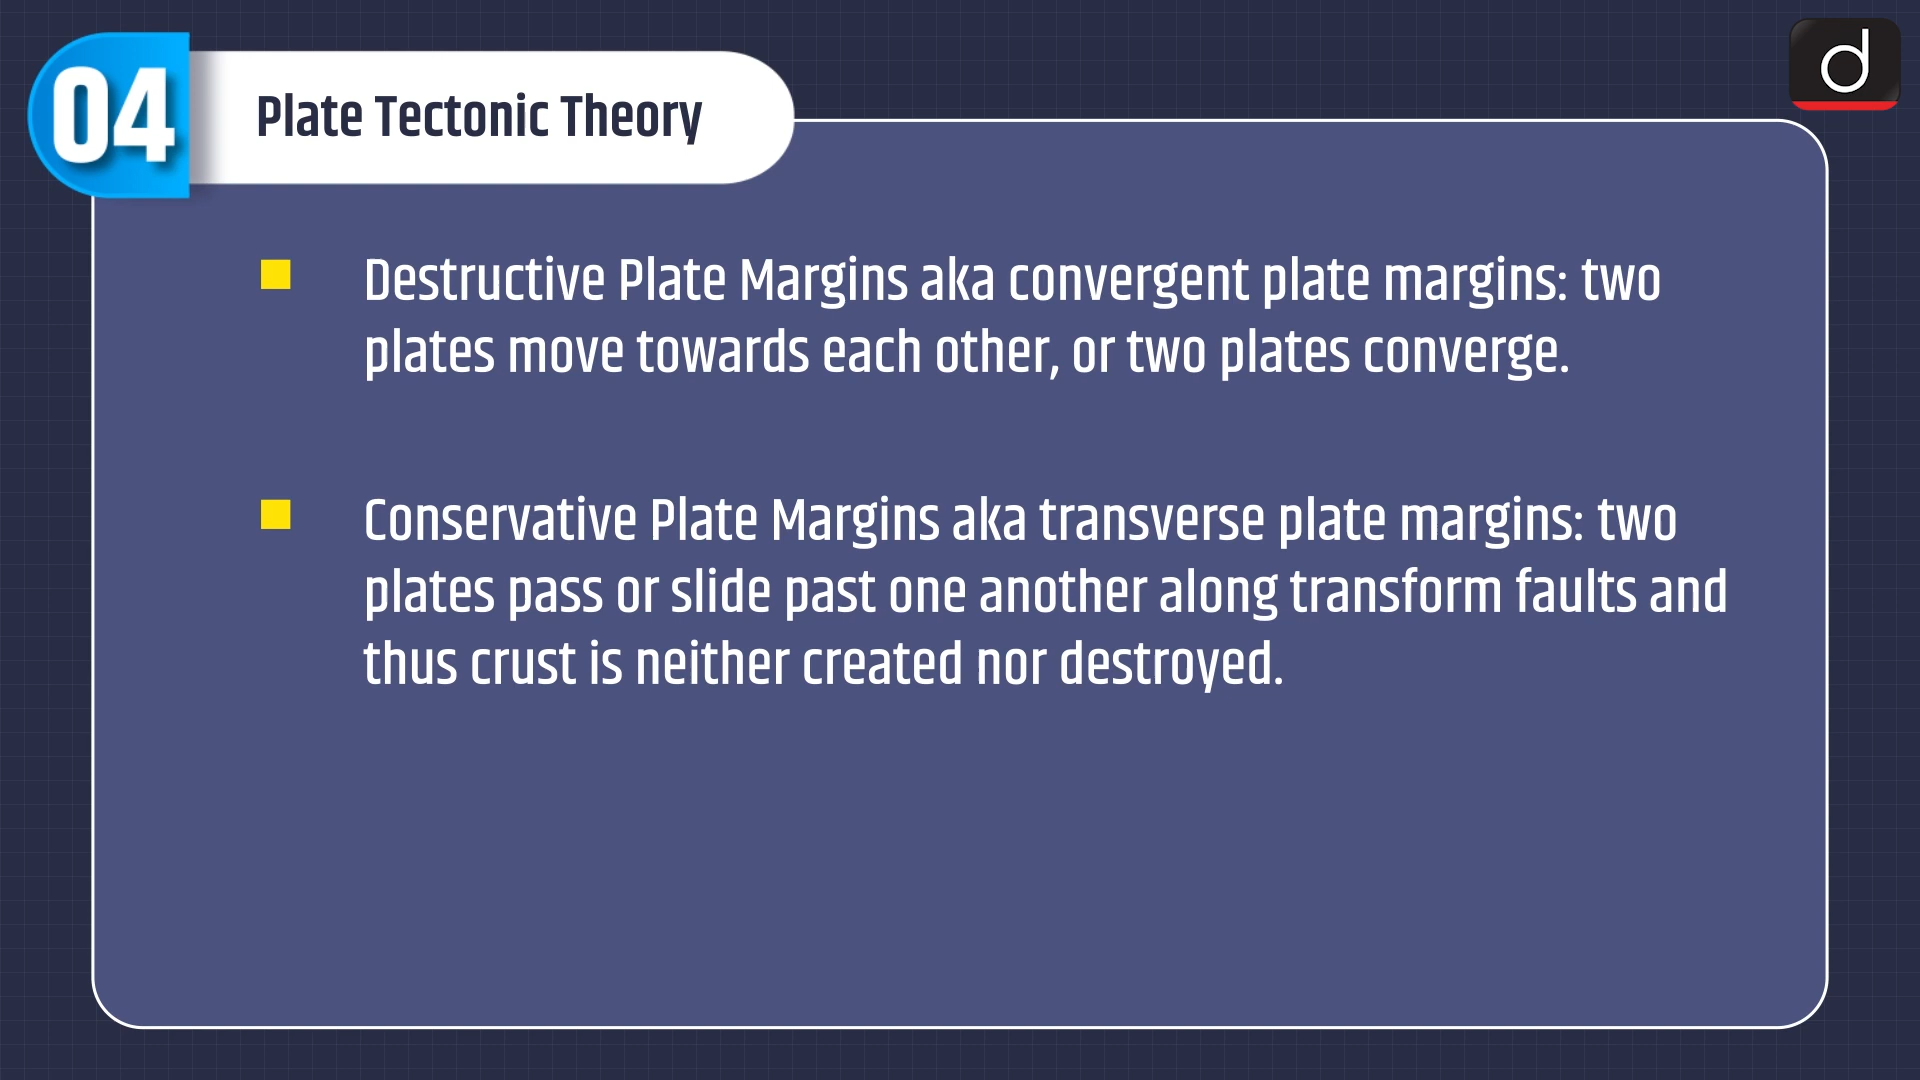 04
Plate Tectonic Theory
d
■ Destructive Plate Margins aka convergent plate margins: two
plates move towards each other, or two plates converge.
■ Conservative Plate Margins aka transverse plate margins: two
plates pass or slide past one another along transform faults and
thus crust is neither created nor destroyed.